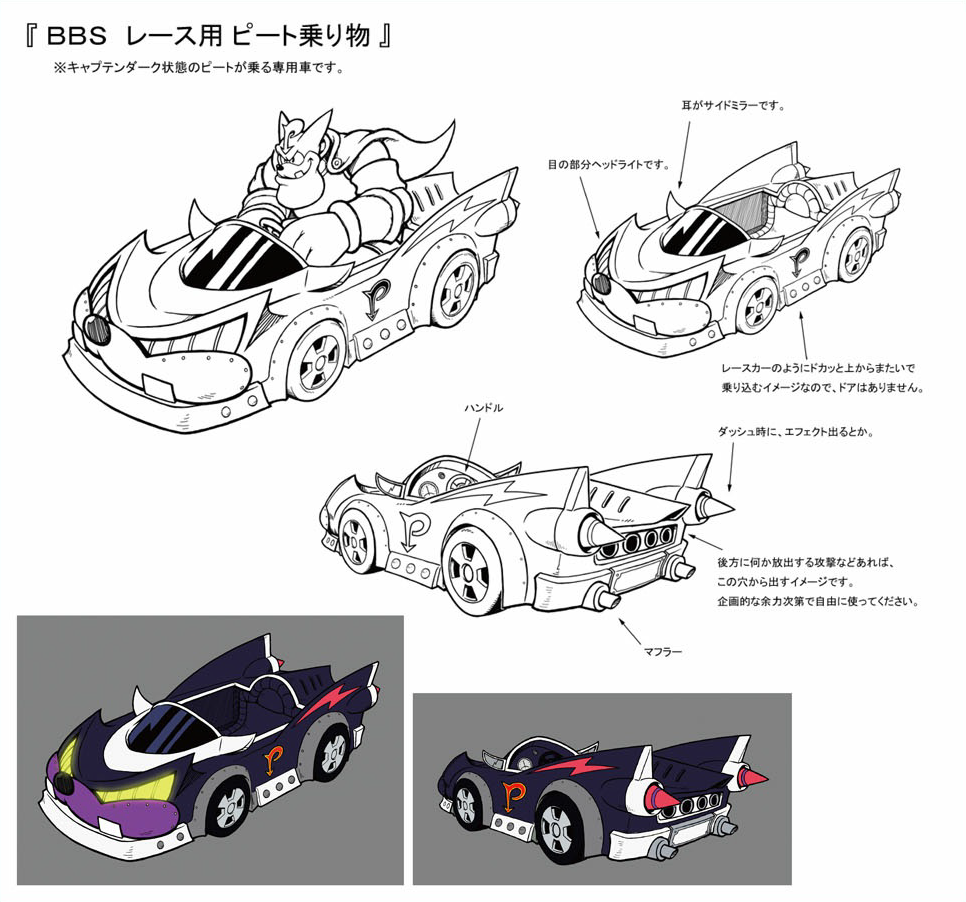 『 BBS レース用 ピート乗り物 』
※キャプテンダーク状態のピートが乗る専用車です。
耳がサイドミラーです。
目の部分ヘッドライトです。
レースカーのようにドカッと上からまたいで
乗り込むイメージなので、ドアはありません。
ハンドル
ダッシュ時に、エフェクト出るとか。
後方に何か放出する攻撃などあれば、
この穴から出すイメージです。
企画的な余力次第で自由に使ってください。
マフラー
P
P
P
P
P